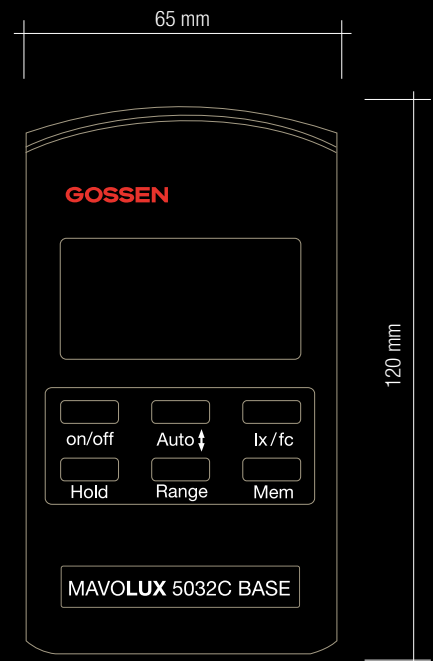 65 mm
GOSSEN
120 mm
on/off Auto lx/fc
Hold Range Mem
MAVOLUX 5032C BASE